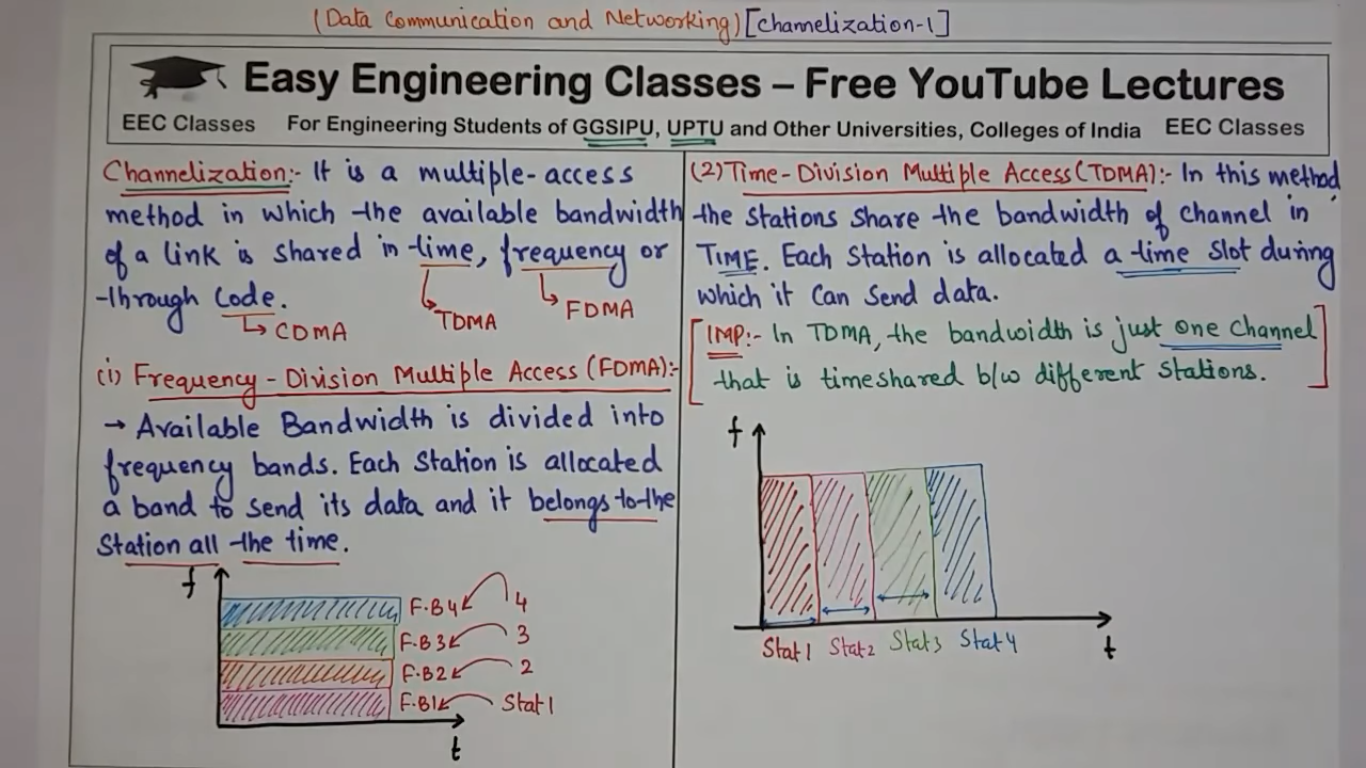 (Data Communication and Networking) [Channelization-1]
Easy Engineering Classes – Free YouTube Lectures
EEC Classes For Engineering Students of GGSIPU, UPTU and Other Universities, Colleges of India EEC Classes
Channelization:- It is a multiple-access
method in which the available bandwidth
of a link is shared in time, frequency or
through Code.
TDMA
FDMA
CDMA
(1) Frequency-Division Multiple Access (FDMA):-
→ Available Bandwidth is divided into
frequency bands. Each Station is allocated
a band to send its data and it belongs to the
Station all the time.
f
F.B4 4
F.B3 3
F.B2 2
F.B1 Stat 1
t
(2) Time-Division Multiple Access (TDMA):- In this method
the stations share the bandwidth of channel in
TIME. Each Station is allocated a time slot during
which it can send data.
[IMP:- In TDMA, the bandwidth is just one channel
that is timeshared b/w different stations.]
f
Stat 1 Stat 2 Stat 3 Stat 4
t